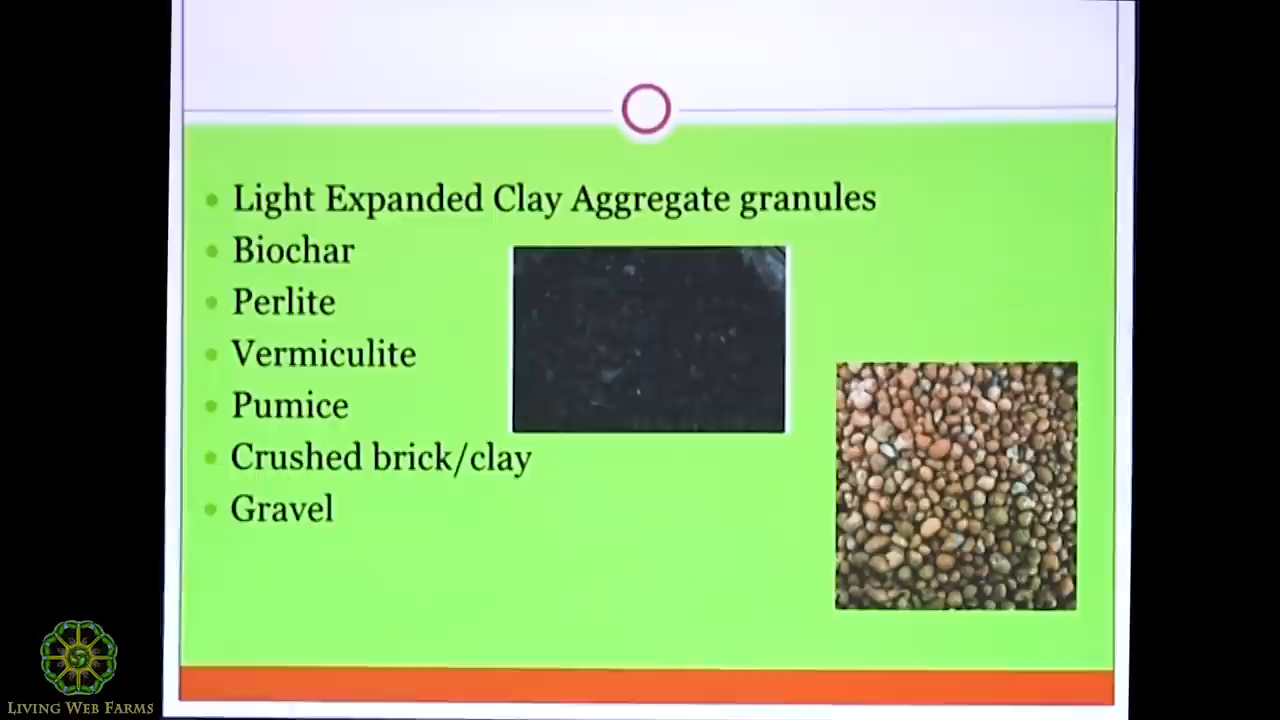 Light Expanded Clay Aggregate granules
Biochar
Perlite
Vermiculite
Pumice
Crushed brick/clay
Gravel
LIVING WEB FARMS